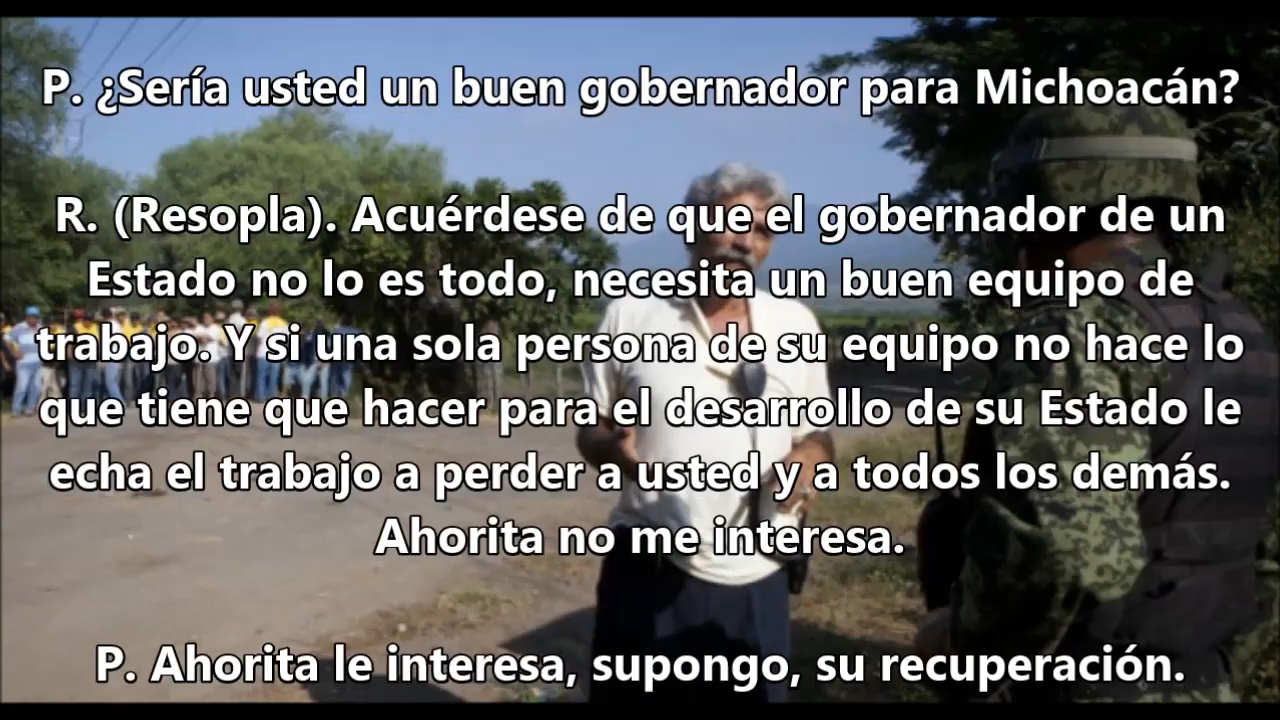 P. ¿Sería usted un buen gobernador para Michoacán?
R. (Resopla). Acuérdese de que el gobernador de un
Estado no lo es todo, necesita un buen equipo de
trabajo. Y si una sola persona de su equipo no hace lo
que tiene que hacer para el desarrollo de su Estado le
echa el trabajo a perder a usted y a todos los demás.
Ahorita no me interesa.
P. Ahorita le interesa, supongo, su recuperación.